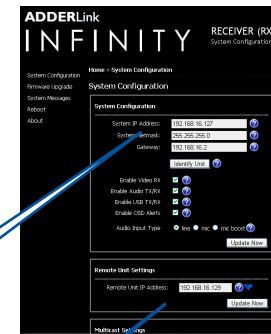 ADDERLink
INFINITY
RECEIVER (RX
System Configuration
System Configuration
Firmware Upgrade
System Messages
Reboot
About
Home » System Configuration
System Configuration
System Configuration
System IP Address: 192.168.16.127
System Netmask: 255.255.255.0
Gateway: 192.168.16.2
Identify Unit
Enable Video RX
Enable Audio TX/RX
Enable USB TX/RX
Enable OSD Alerts
Audio Input Type line mic mic boost
Update Now
Remote Unit Settings
Remote Unit IP Address: 192.168.16.129
Update Now
Multicast Settings